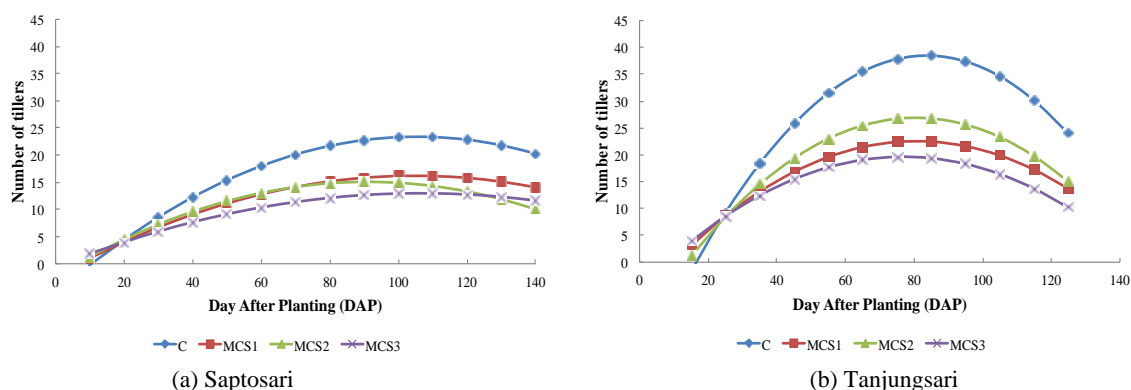 45
40
35
30
25
20
15
10
5
0
Number of tillers
0 20 40 60 80 100 120 140
Day After Planting (DAP)
C MCS1 MCS2 MCS3
(a) Saptosari
45
40
35
30
25
20
15
10
5
0
Number of tillers
0 20 40 60 80 100 120 140
Day After Planting (DAP)
C MCS1 MCS2 MCS3
(b) Tanjungsari